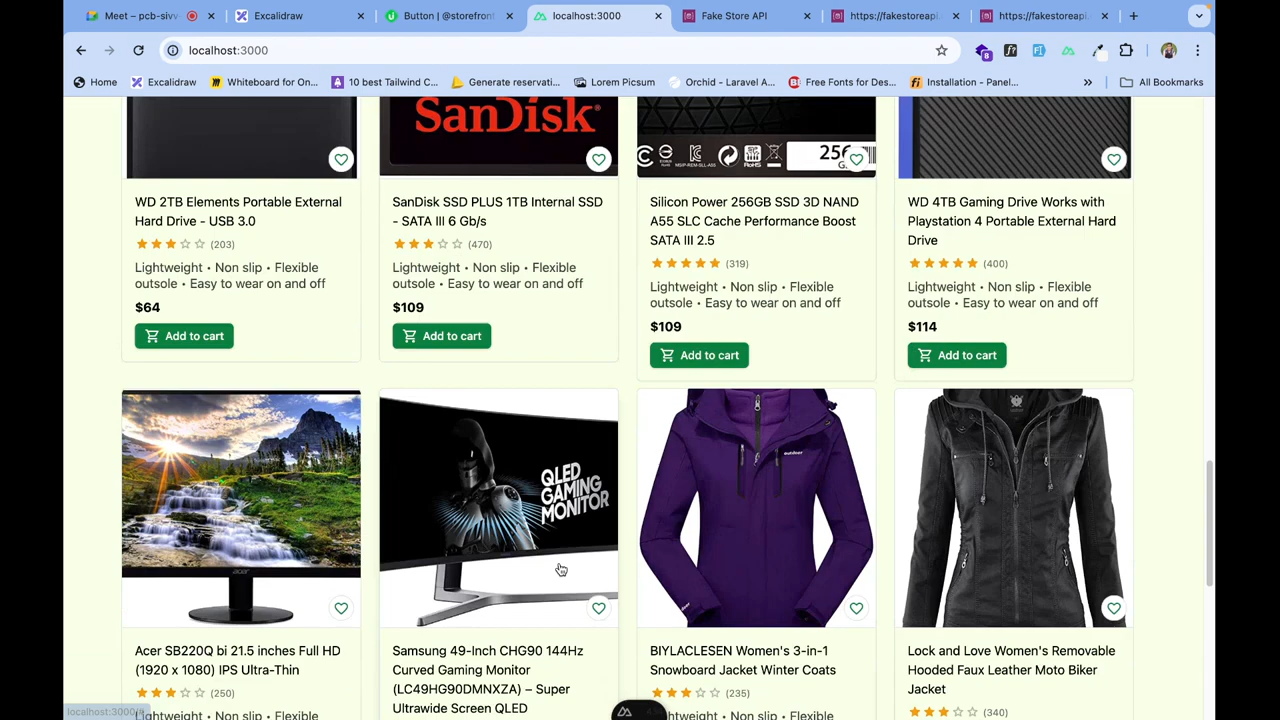 Meet – pcb-sivv-
Excalidraw
Button | @storefront
localhost:3000
Fake Store API
https://fakestoreapi.
https://fakestoreapi.
localhost:3000
8
f?
Home
Excalidraw
Whiteboard for On...
10 best Tailwind C...
Generate reservati...
Lorem Picsum
Orchid - Laravel A...
Free Fonts for Des...
Installation - Panel...
»
All Bookmarks
SanDisk®
256
WD 2TB Elements Portable External
Hard Drive - USB 3.0
(203)
Lightweight • Non slip • Flexible
outsole • Easy to wear on and off
$64
Add to cart
SanDisk SSD PLUS 1TB Internal SSD
- SATA III 6 Gb/s
(470)
Lightweight • Non slip • Flexible
outsole • Easy to wear on and off
$109
Add to cart
Silicon Power 256GB SSD 3D NAND
A55 SLC Cache Performance Boost
SATA III 2.5
(319)
Lightweight • Non slip • Flexible
outsole • Easy to wear on and off
$109
Add to cart
WD 4TB Gaming Drive Works with
Playstation 4 Portable External Hard
Drive
(400)
Lightweight • Non slip • Flexible
outsole • Easy to wear on and off
$114
Add to cart
acer
QLED
GAMING
MONITOR
outdoor
Acer SB220Q bi 21.5 inches Full HD
(1920 x 1080) IPS Ultra-Thin
(250)
Lightweight • Non slip • Flexible
Samsung 49-Inch CHG90 144Hz
Curved Gaming Monitor
(LC49HG90DMNXZA) – Super
Ultrawide Screen QLED
BIYLACLESEN Women's 3-in-1
Snowboard Jacket Winter Coats
(235)
Lightweight • Non slip • Flexible
Lock and Love Women's Removable
Hooded Faux Leather Moto Biker
Jacket
(340)
localhost:3000/#